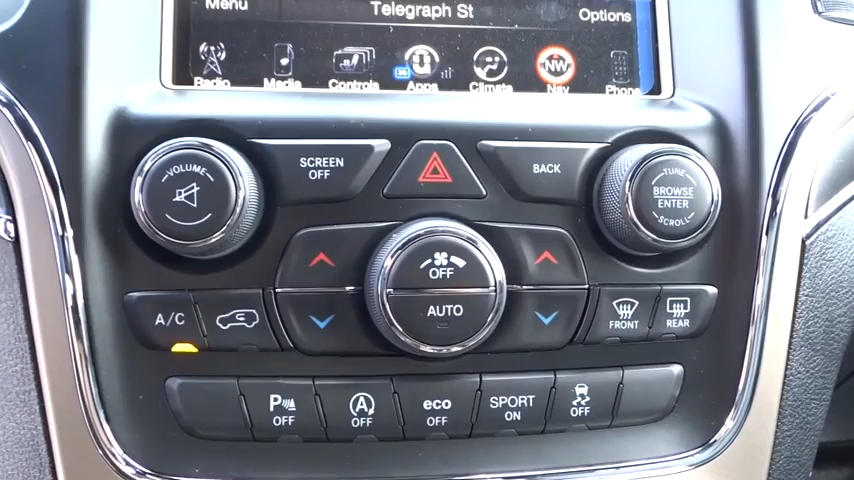 Menu
Telegraph St
Options
Radio
Media
Controls
Apps
Climate
NW
Nav
Phone
VOLUME
SCREEN
OFF
BACK
TUNE
BROWSE
ENTER
SCROLL
OFF
AUTO
A/C
FRONT
REAR
P
OFF
A
OFF
eco
OFF
SPORT
ON
OFF